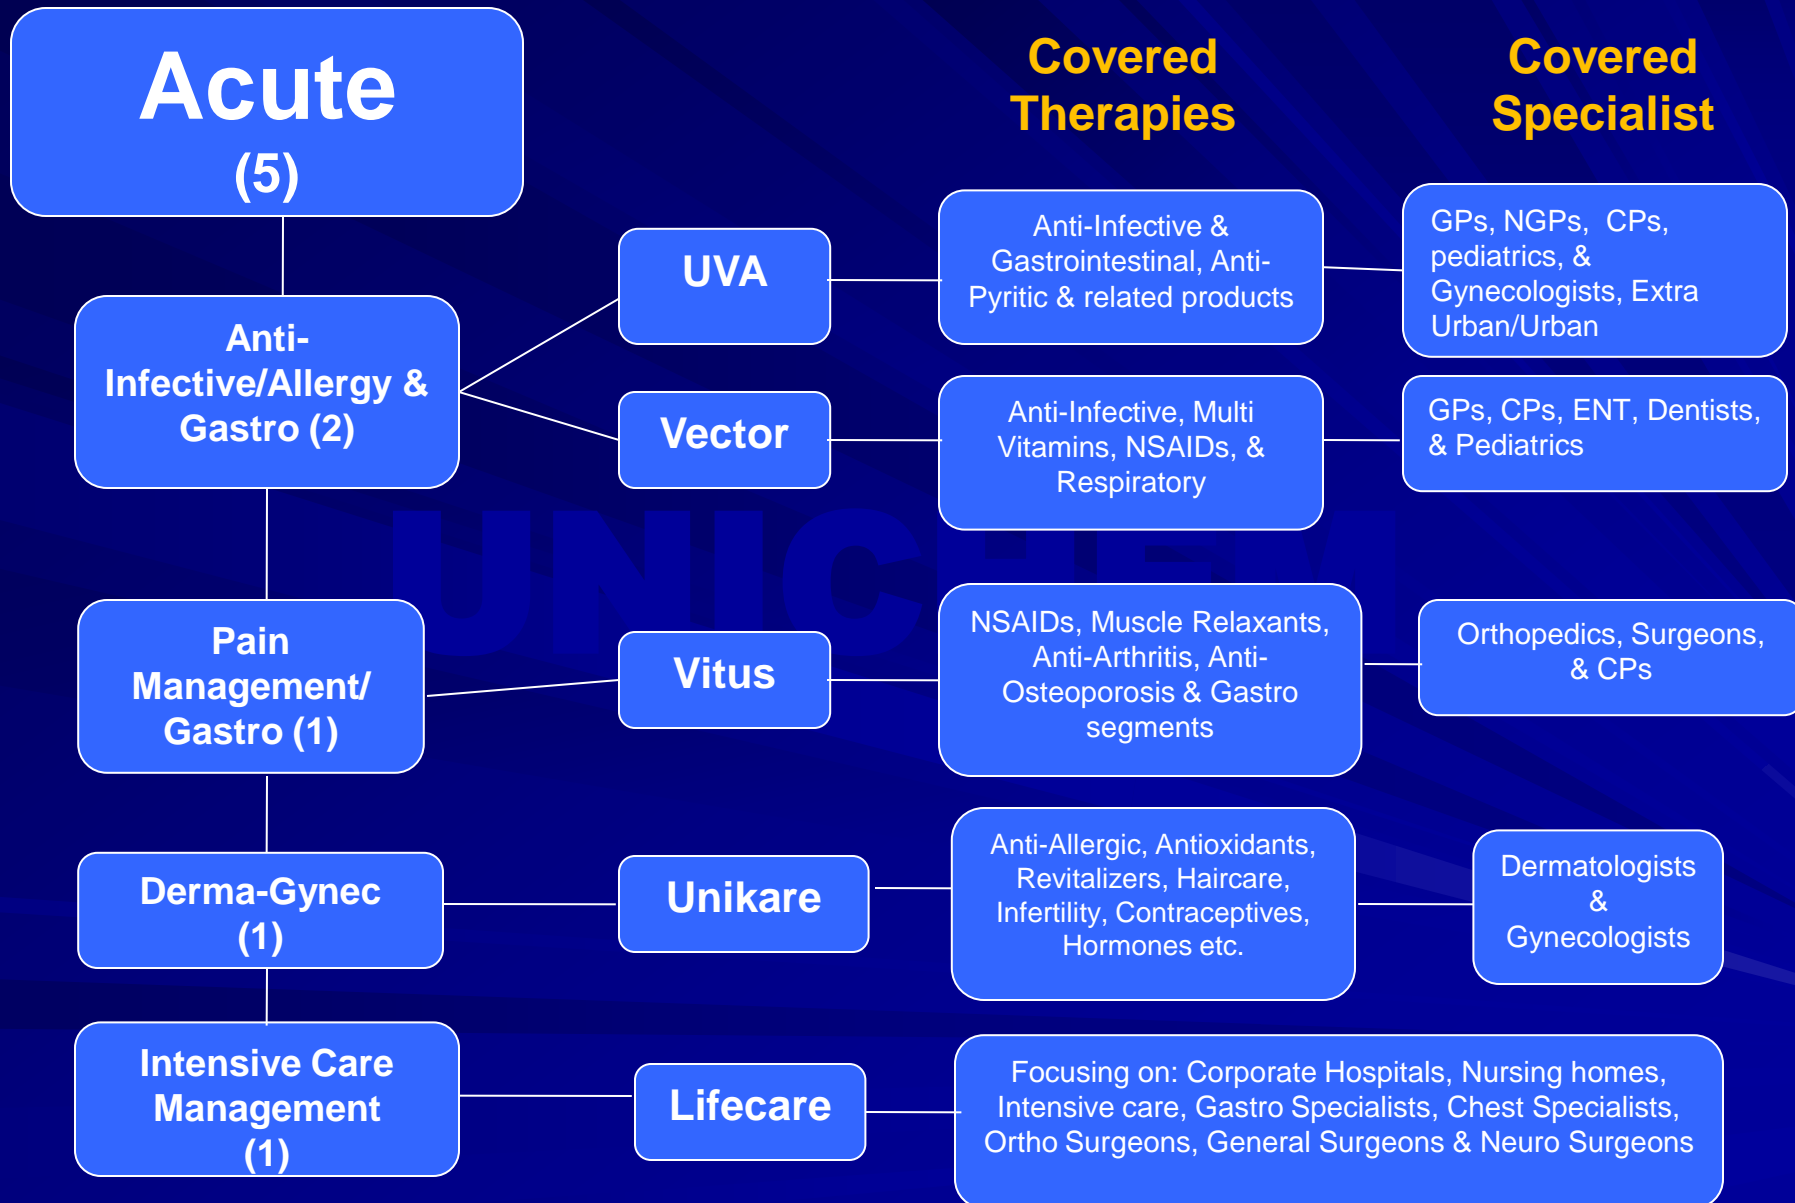 Acute
(5)
Covered
Therapies
Covered
Specialist
Anti-
Infective/Allergy &
Gastro (2)
UVA
Anti-Infective &
Gastrointestinal, Anti-
Pyritic & related products
GPs, NGPs, CPs,
pediatrics, &
Gynecologists, Extra
Urban/Urban
Vector
Anti-Infective, Multi
Vitamins, NSAIDs, &
Respiratory
GPs, CPs, ENT, Dentists,
& Pediatrics
UNICHEM
Pain
Management/
Gastro (1)
Vitus
NSAIDs, Muscle Relaxants,
Anti-Arthritis, Anti-
Osteoporosis & Gastro
segments
Orthopedics, Surgeons,
& CPs
Derma-Gynec
(1)
Unikare
Anti-Allergic, Antioxidants,
Revitalizers, Haircare,
Infertility, Contraceptives,
Hormones etc.
Dermatologists
&
Gynecologists
Intensive Care
Management
(1)
Lifecare
Focusing on: Corporate Hospitals, Nursing homes,
Intensive care, Gastro Specialists, Chest Specialists,
Ortho Surgeons, General Surgeons & Neuro Surgeons